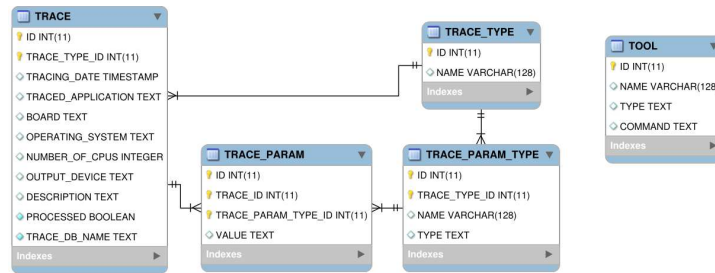 TRACE
ID INT(11)
TRACE_TYPE_ID INT(11)
TRACING_DATE TIMESTAMP
TRACED_APPLICATION TEXT
BOARD TEXT
OPERATING_SYSTEM TEXT
NUMBER_OF_CPUS INTEGER
OUTPUT_DEVICE TEXT
DESCRIPTION TEXT
PROCESSED BOOLEAN
TRACE_DB_NAME TEXT
Indexes
TRACE_PARAM
ID INT(11)
TRACE_ID INT(11)
TRACE_PARAM_TYPE_ID INT(11)
VALUE TEXT
Indexes
TRACE_TYPE
ID INT(11)
NAME VARCHAR(128)
Indexes
TRACE_PARAM_TYPE
ID INT(11)
TRACE_TYPE_ID INT(11)
NAME VARCHAR(128)
TYPE TEXT
Indexes
TOOL
ID INT(11)
NAME VARCHAR(128
TYPE TEXT
COMMAND TEXT
Indexes